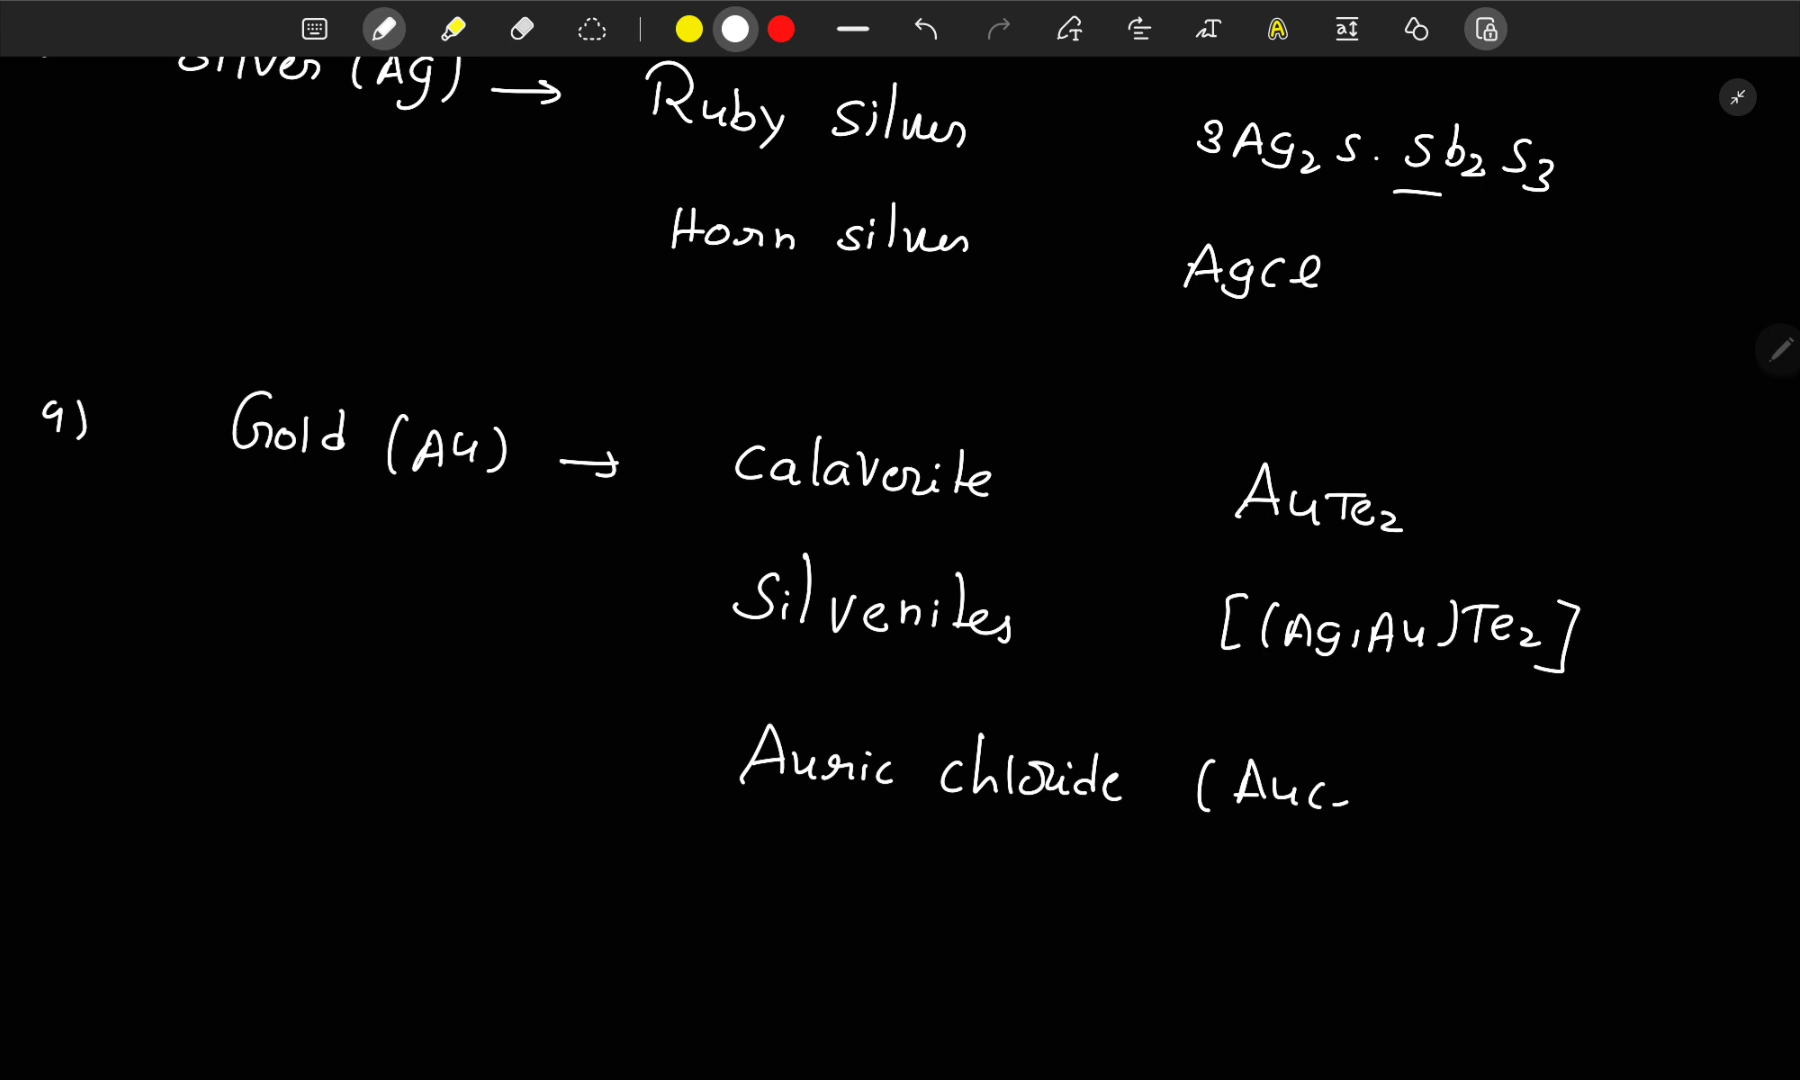 Silver (Ag) → Ruby silver 3Ag₂S. Sb₂S₃
Horn silver AgCl
9) Gold (Au) → Calaverite AuTe₂
Silvenites [(Ag,Au)Te₂]
Auric chloride (Auc